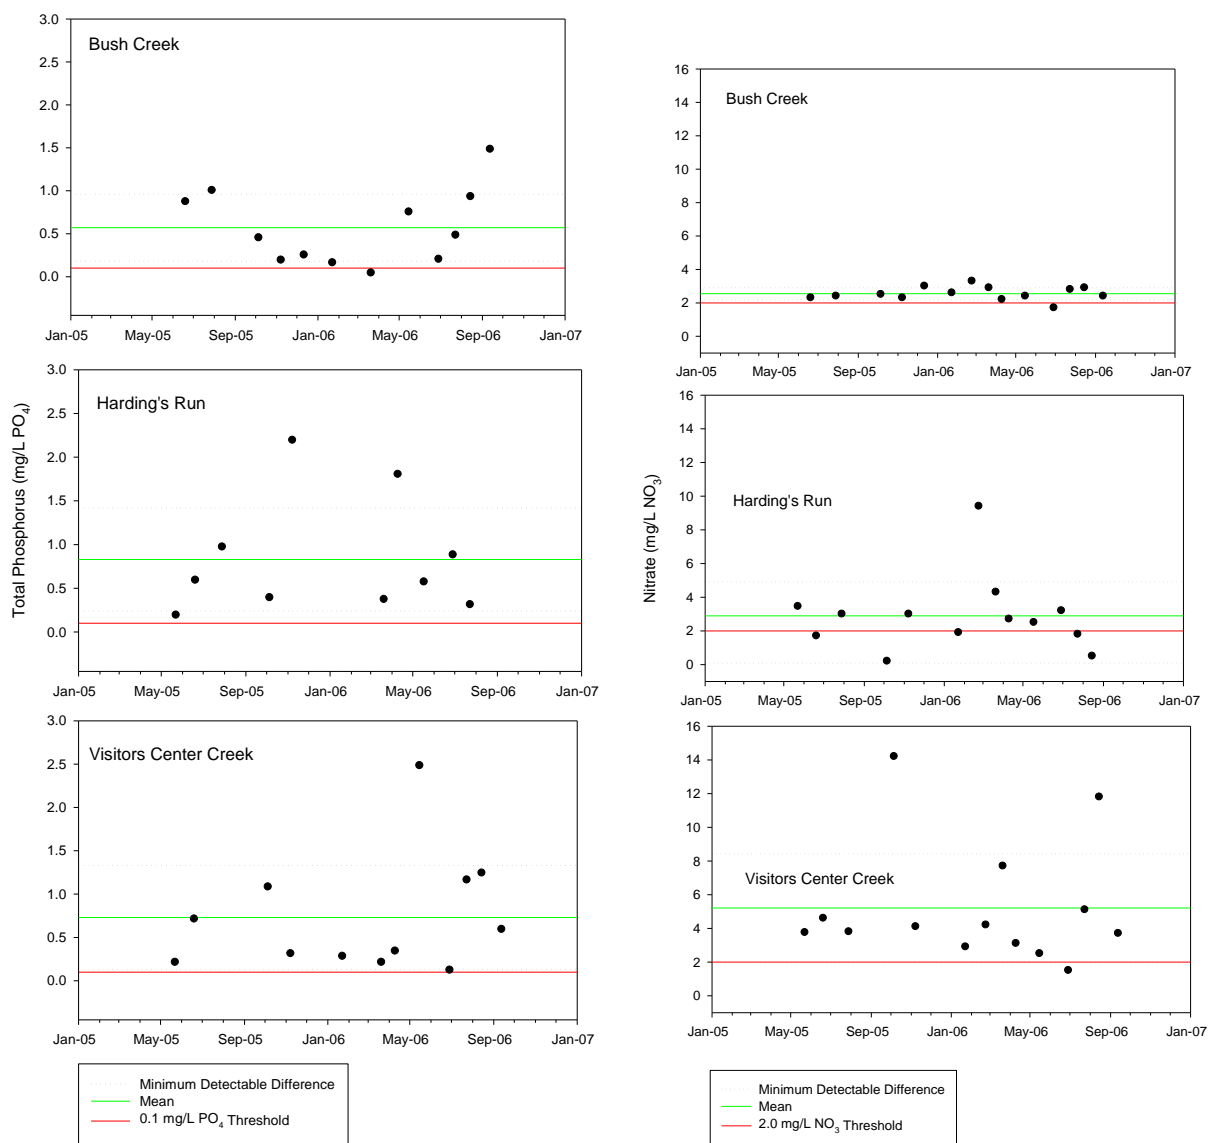 Total Phosphorus (mg/L PO4)
Bush Creek
3.0
2.5
2.0
1.5
1.0
0.5
0.0
Jan-05 May-05 Sep-05 Jan-06 May-06 Sep-06 Jan-07
Harding's Run
3.0
2.5
2.0
1.5
1.0
0.5
0.0
Jan-05 May-05 Sep-05 Jan-06 May-06 Sep-06 Jan-07
Visitors Center Creek
3.0
2.5
2.0
1.5
1.0
0.5
0.0
Jan-05 May-05 Sep-05 Jan-06 May-06 Sep-06 Jan-07
Minimum Detectable Difference
Mean
0.1 mg/L PO4 Threshold
Nitrate (mg/L NO3)
Bush Creek
16
14
12
10
8
6
4
2
0
Jan-05 May-05 Sep-05 Jan-06 May-06 Sep-06 Jan-07
Harding's Run
16
14
12
10
8
6
4
2
0
Jan-05 May-05 Sep-05 Jan-06 May-06 Sep-06 Jan-07
Visitors Center Creek
16
14
12
10
8
6
4
2
0
Jan-05 May-05 Sep-05 Jan-06 May-06 Sep-06 Jan-07
Minimum Detectable Difference
Mean
2.0 mg/L NO3 Threshold